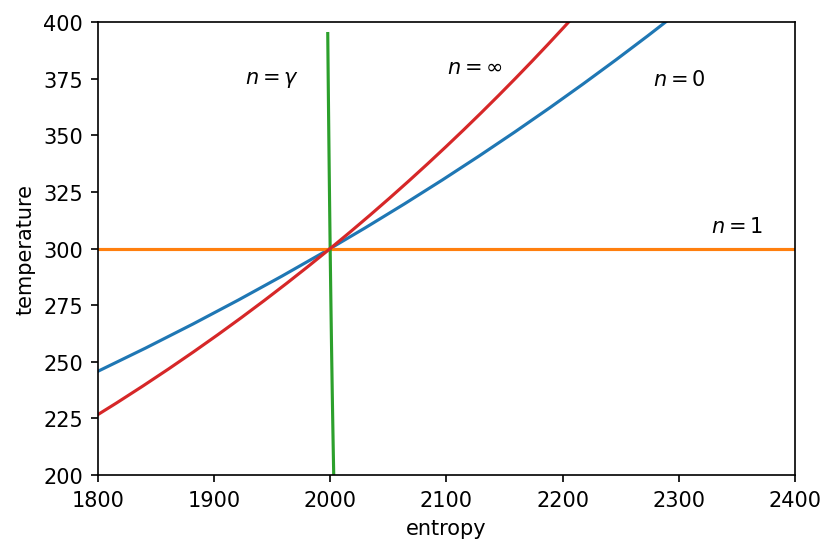 400
375
350
325
300
275
250
225
200
temperature
n = γ
n = ∞
n = 0
n = 1
1800 1900 2000 2100 2200 2300 2400
entropy